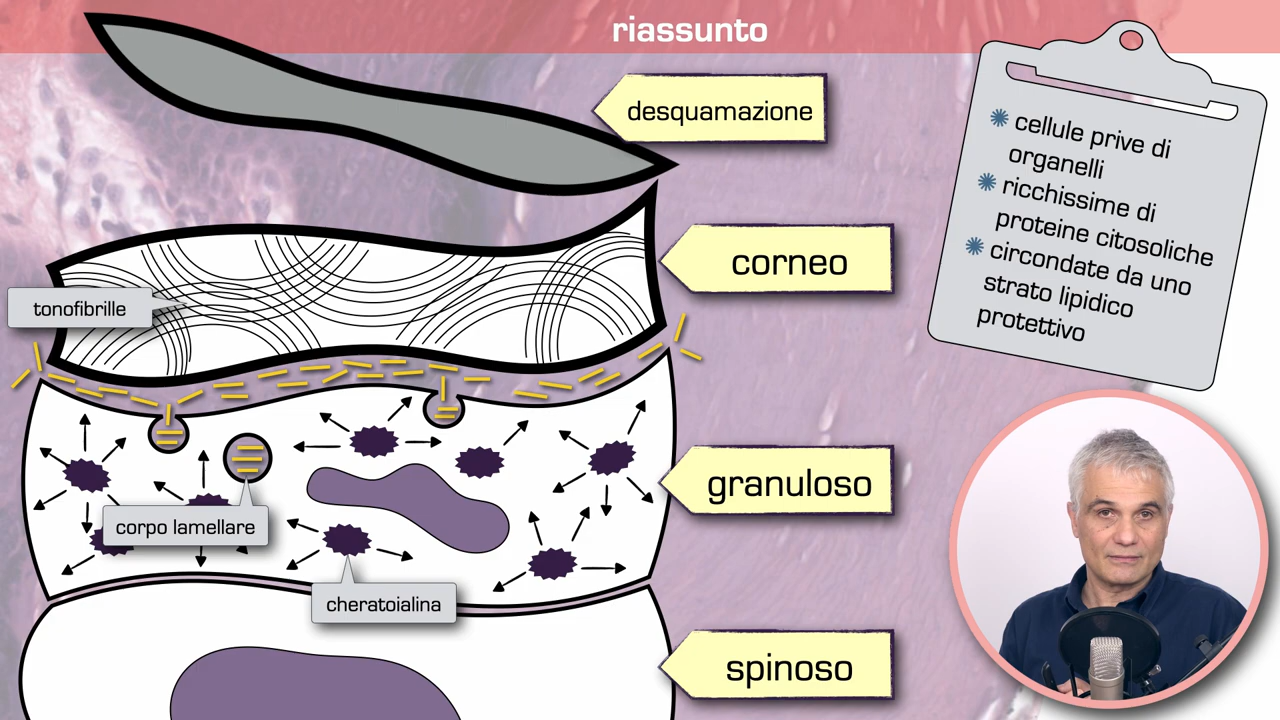 riassunto
desquamazione
corneo
tonofibrille
granuloso
corpo lamellare
cheratoialina
spinoso
cellule prive di
organelli
ricchissime di
proteine citosoliche
circondate da uno
strato lipidico
protettivo